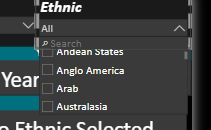 Ethnic
All
Search
Andean States
Anglo America
Year
Arab
Australasia
Ethnic Selected